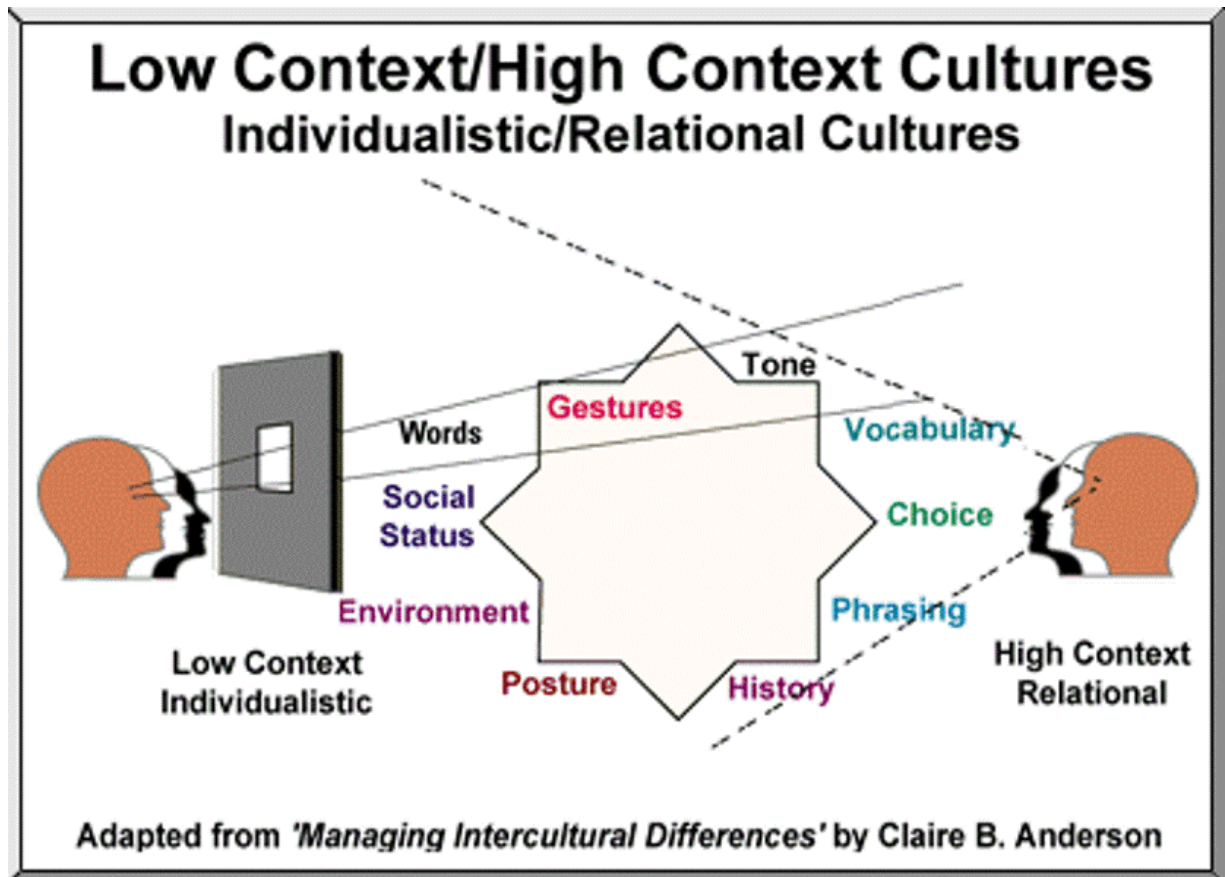 Low Context/High Context Cultures
Individualistic/Relational Cultures
Tone
Gestures
Words
Vocabulary
Social
Status
Choice
Environment
Phrasing
Low Context
Individualistic
Posture
History
High Context
Relational
Adapted from 'Managing Intercultural Differences' by Claire B. Anderson